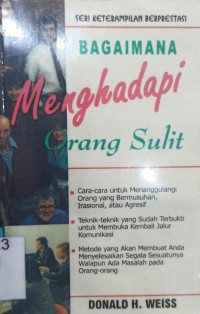 SERI KETERAMPILAN BERPRESTASI
BAGAIMANA
Menghadapi
Orang Sulit
• Cara-cara untuk Menanggulangi
Orang yang Bermusuhan,
Irasional, atau Agresif
• Teknik-teknik yang Sudah Terbukti
untuk Membuka Kembali Jalur
Komunikasi
• Metode yang Akan Membuat Anda
Menyelesaikan Segala Sesuatunya
Walapun Ada Masalah pada
Orang-orang
3
DONALD H. WEISS